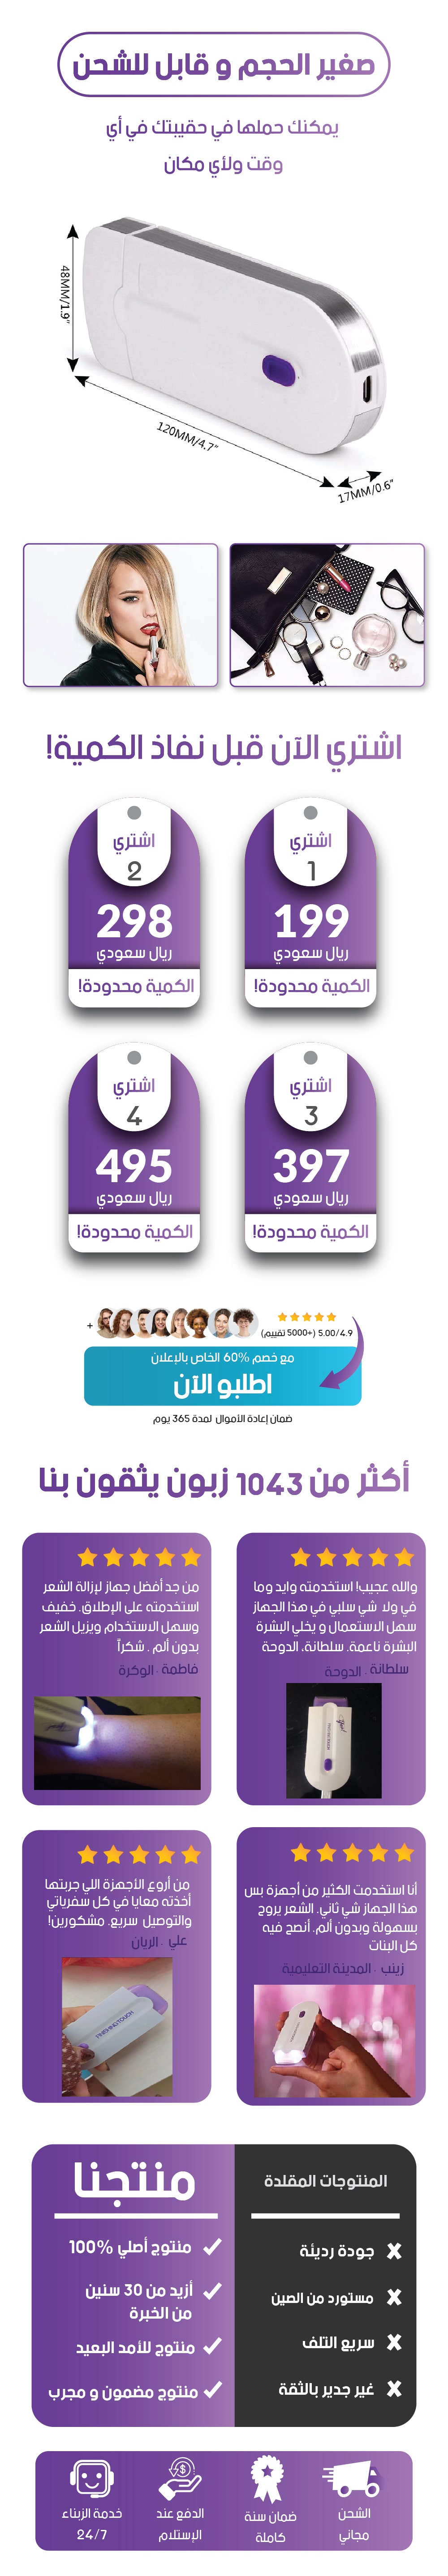 صغير الحجم و قابل للشحن
يمكنك حملها في حقيبتك في أي
وقت ولأي مكان
48MM/1.9"
120MM/4.7"
17MM/0.6"
اشتري الآن قبل نفاذ الكمية!
اشتري
1
199
ريال سعودي
الكمية محدودة!
اشتري
2
298
ريال سعودي
الكمية محدودة!
اشتري
3
397
ريال سعودي
الكمية محدودة!
اشتري
4
495
ريال سعودي
الكمية محدودة!
+
5.00/4.9 (+5000 تقييم)
مع خصم 60% الخاص بالإعلان
اطلبو الآن
ضمان إعادة الأموال لمدة 365 يوم
أكثر من 1043 زبون يثقون بنا
والله عجيب! استخدمته وايد وما
في ولا شي سلبي في هذا الجهاز
سهل الاستعمال و يخلي البشرة
البشرة ناعمة. سلطانة، الدوحة
سلطانة . الدوحة
من جد أفضل جهاز لإزالة الشعر
استخدمته على الإطلاق. خفيف
وسهل الاستخدام ويزيل الشعر
بدون ألم . شكراً
فاطمة . الوكرة
أنا استخدمت الكثير من أجهزة بس
هذا الجهاز شي ثاني. الشعر يروح
بسهولة وبدون ألم. أنصح فيه
كل البنات
زينب . المدينة التعليمية
من أروع الأجهزة اللي جربتها
أخذته معايا في كل سفرياتي
والتوصيل سريع. مشكورين!
علي . الريان
FINISHING TOUCH
المنتوجات المقلدة
جودة رديئة
مستورد من الصين
سريع التلف
غير جدير بالثقة
منتجنا
منتوج أصلي 100%
أزيد من 30 سنين
من الخبرة
منتوج للأمد البعيد
منتوج مضمون و مجرب
الشحن
مجاني
ضمان سنة
كاملة
الدفع عند
الإستلام
خدمة الزبناء
24/7